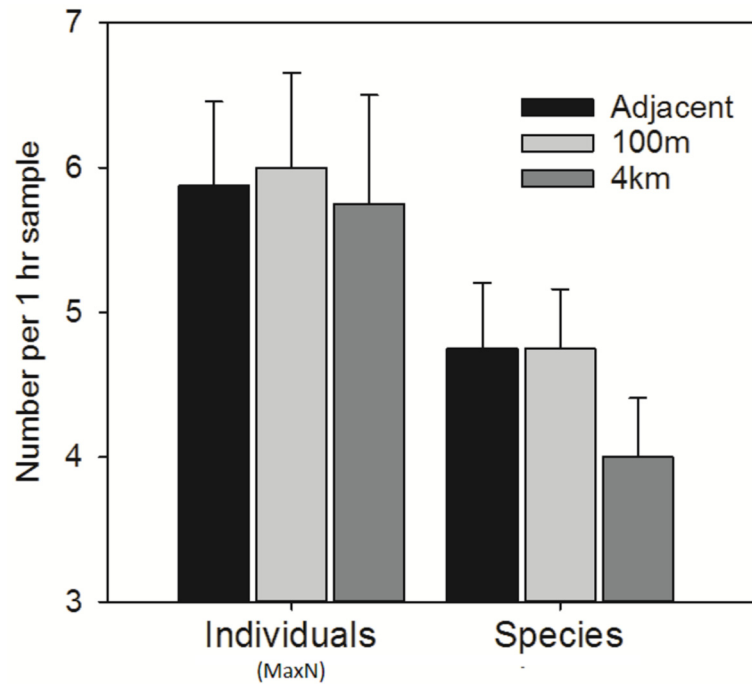 7
6
5
4
3
Number per 1 hr sample
Adjacent
100m
4km
Individuals
(MaxN)
Species